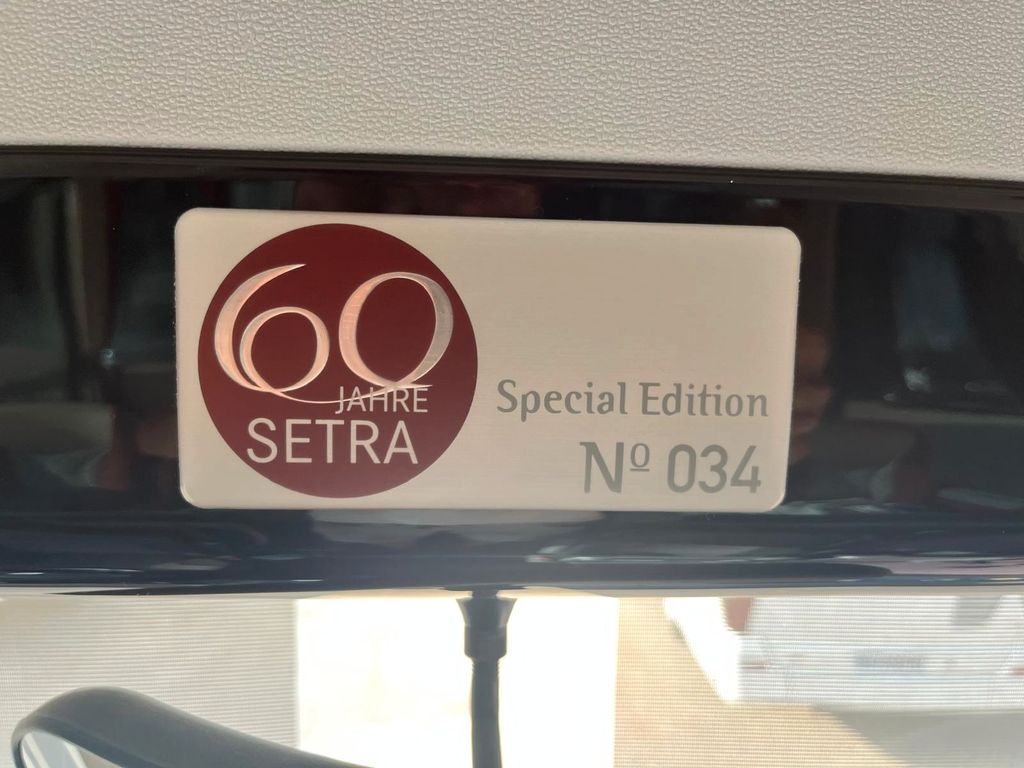 60
JAHRE
SETRA
Special Edition
Nº 034